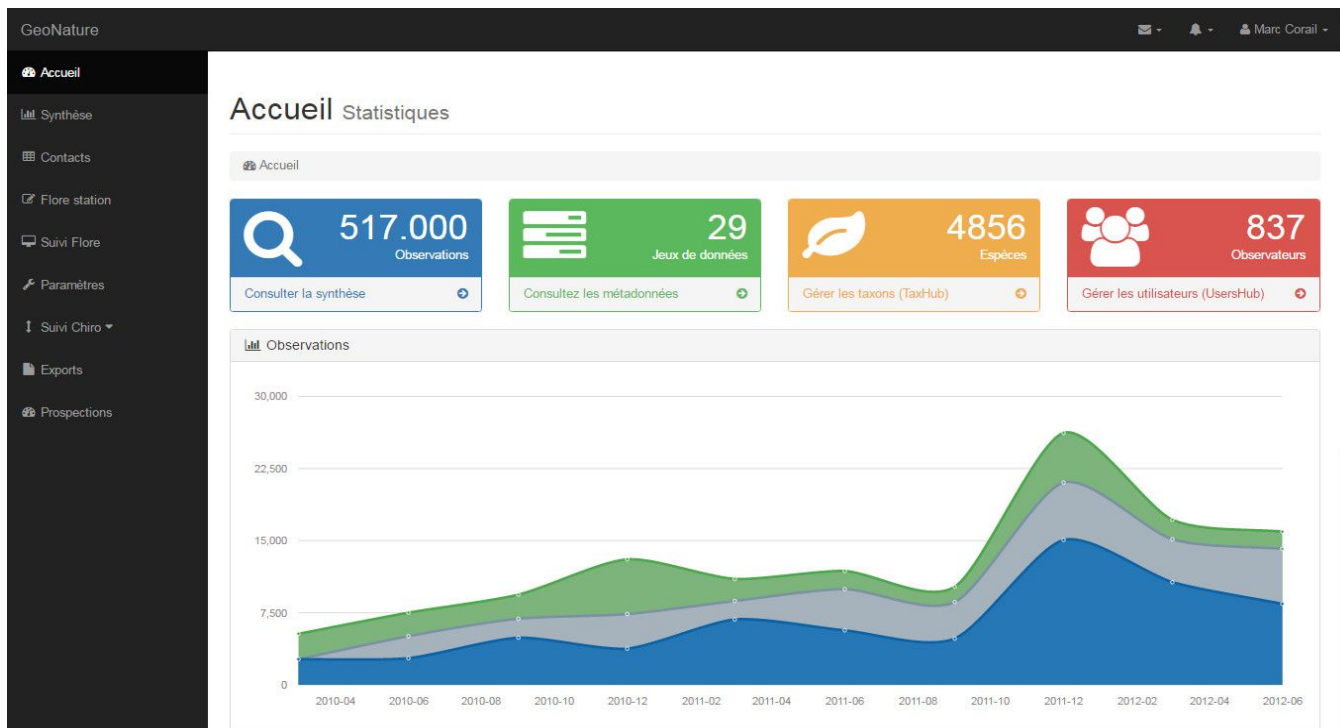 GeoNature
Marc Corail
Accueil
Synthèse
Contacts
Flore station
Suivi Flore
Paramètres
Suivi Chiro
Exports
Prospections
Accueil Statistiques
Accueil
517.000
Observations
Consulter la synthèse
29
Jeux de données
Consultez les métadonnées
4856
Espèces
Gérer les taxons (TaxHub)
837
Observateurs
Gérer les utilisateurs (UsersHub)
Observations
30,000
22,500
15,000
7,500
0
2010-04 2010-06 2010-08 2010-10 2010-12 2011-02 2011-04 2011-06 2011-08 2011-10 2011-12 2012-02 2012-04 2012-06